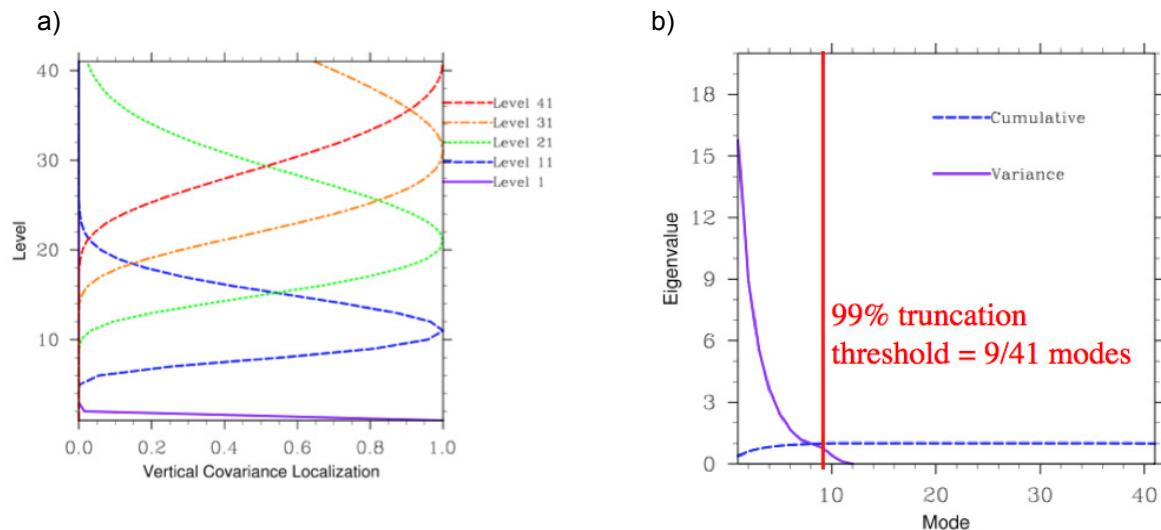 a)
40
30
20
10
Level
0.0 0.2 0.4 0.6 0.8 1.0
Vertical Covariance Localization
Level 41
Level 31
Level 21
Level 11
Level 1
b)
18
15
12
9
6
3
0
Eigenvalue
10 20 30 40
Mode
Cumulative
Variance
99% truncation
threshold = 9/41 modes